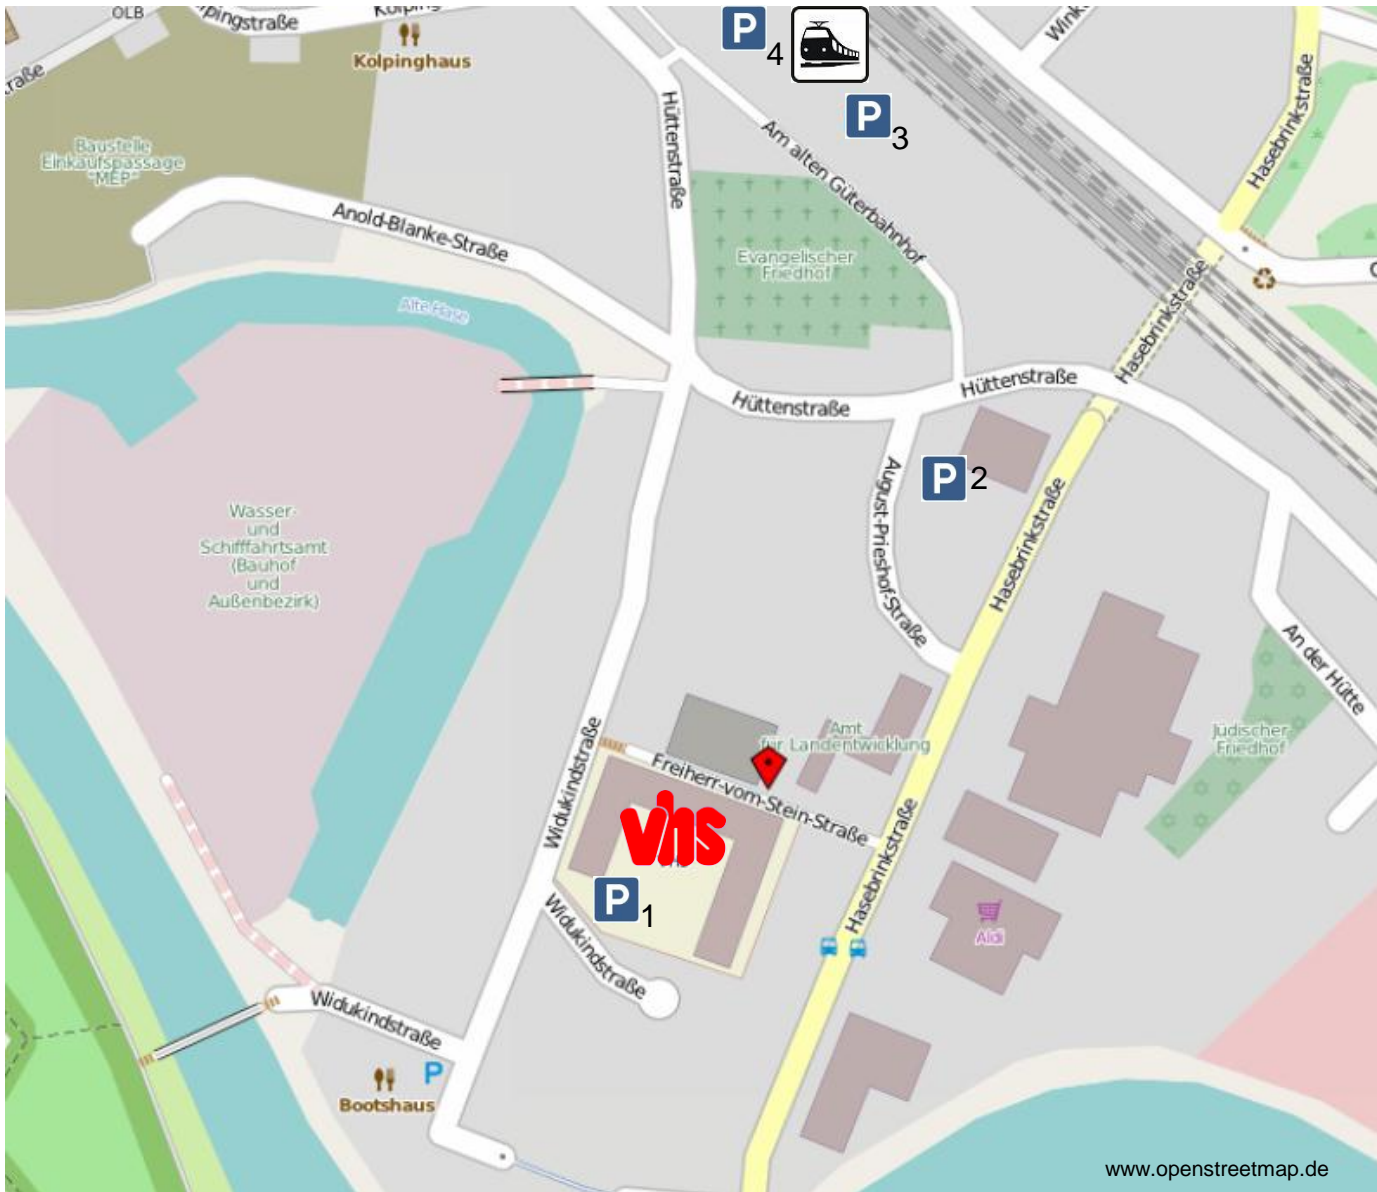 OLB
Kolpinghaus
P
4
P
3
Hüttenstraße
Am alten Güterbahnhof
Hasebrinkstraße
Baustelle
Einkaufspassage
"MEP"
Anold-Blanke-Straße
Evangelischer
Friedhof
Alte Hase
Hasebrinkstraße
Hüttenstraße
Hüttenstraße
P
2
August-Prieshof-Straße
Hasebrinkstraße
Wasser-
und
Schifffahrtsamt
(Bauhof
und
Außenbezirk)
An der Hütte
Jüdischer
Friedhof
Amt
für Landentwicklung
Widukindstraße
Freiherr-vom-Stein-Straße
vhs
P
1
Hasebrinkstraße
Widukindstraße
Aldi
Widukindstraße
P
Bootshaus
www.openstreetmap.de